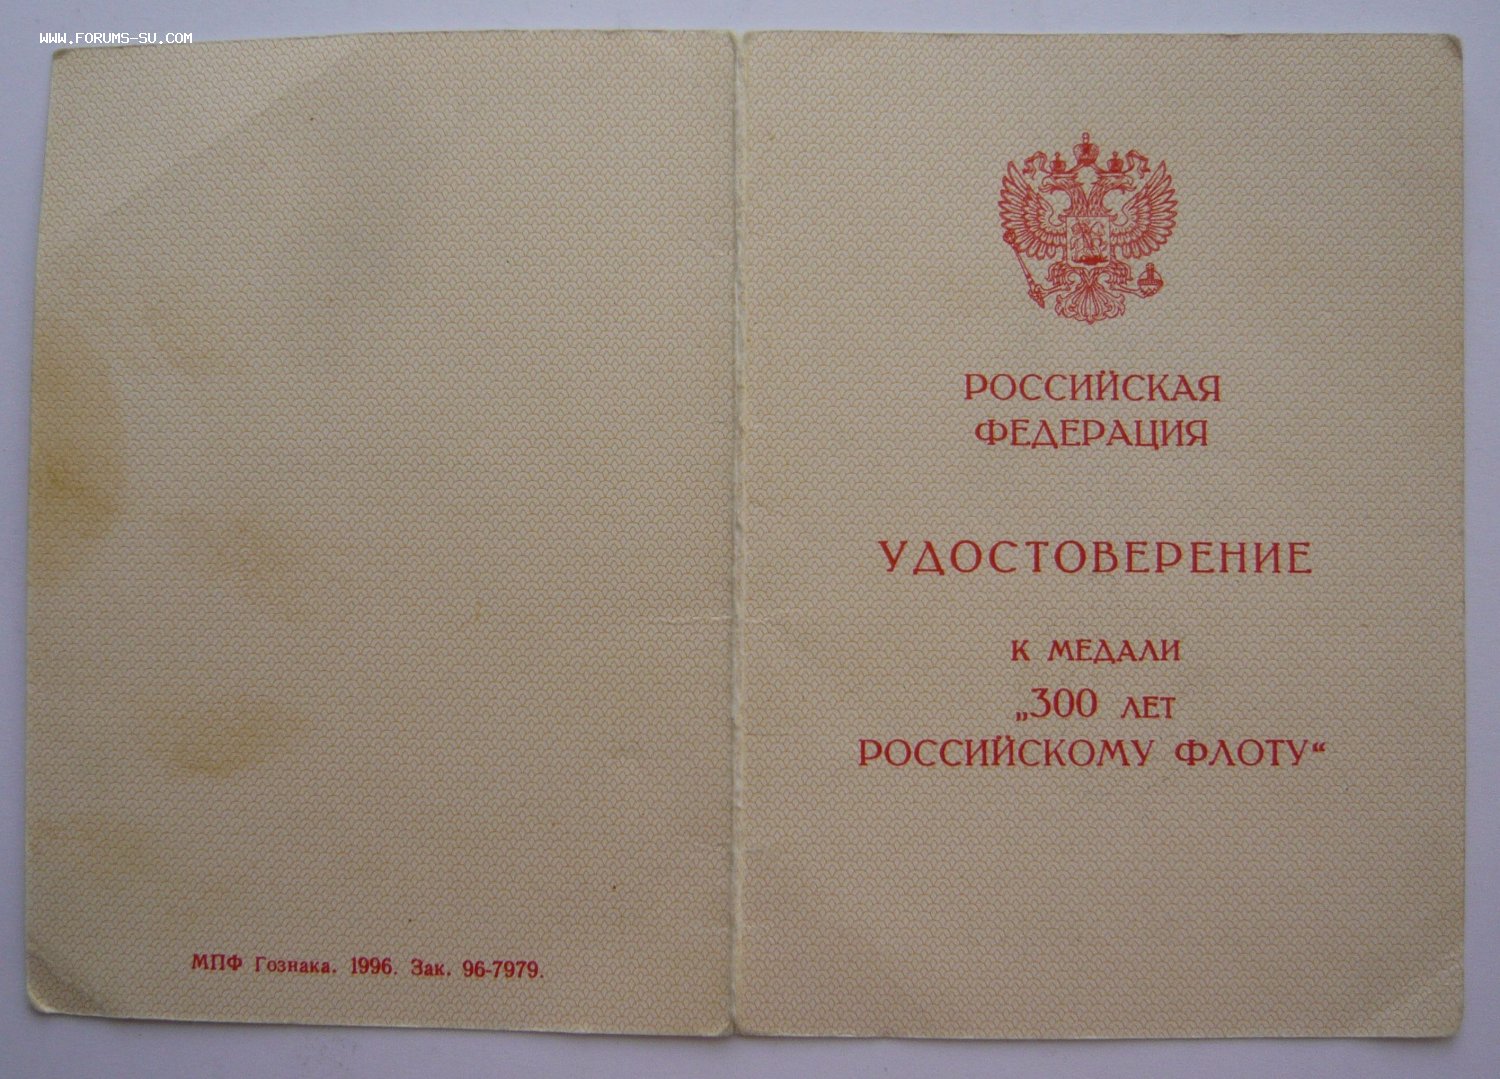 www.forums-su.com
РОССИЙСКАЯ
ФЕДЕРАЦИЯ
УДОСТОВЕРЕНИЕ
К МЕДАЛИ
„300 ЛЕТ
РОССИЙСКОМУ ФЛОТУ“
МПФ Гознака. 1996. Зак. 96-7979.